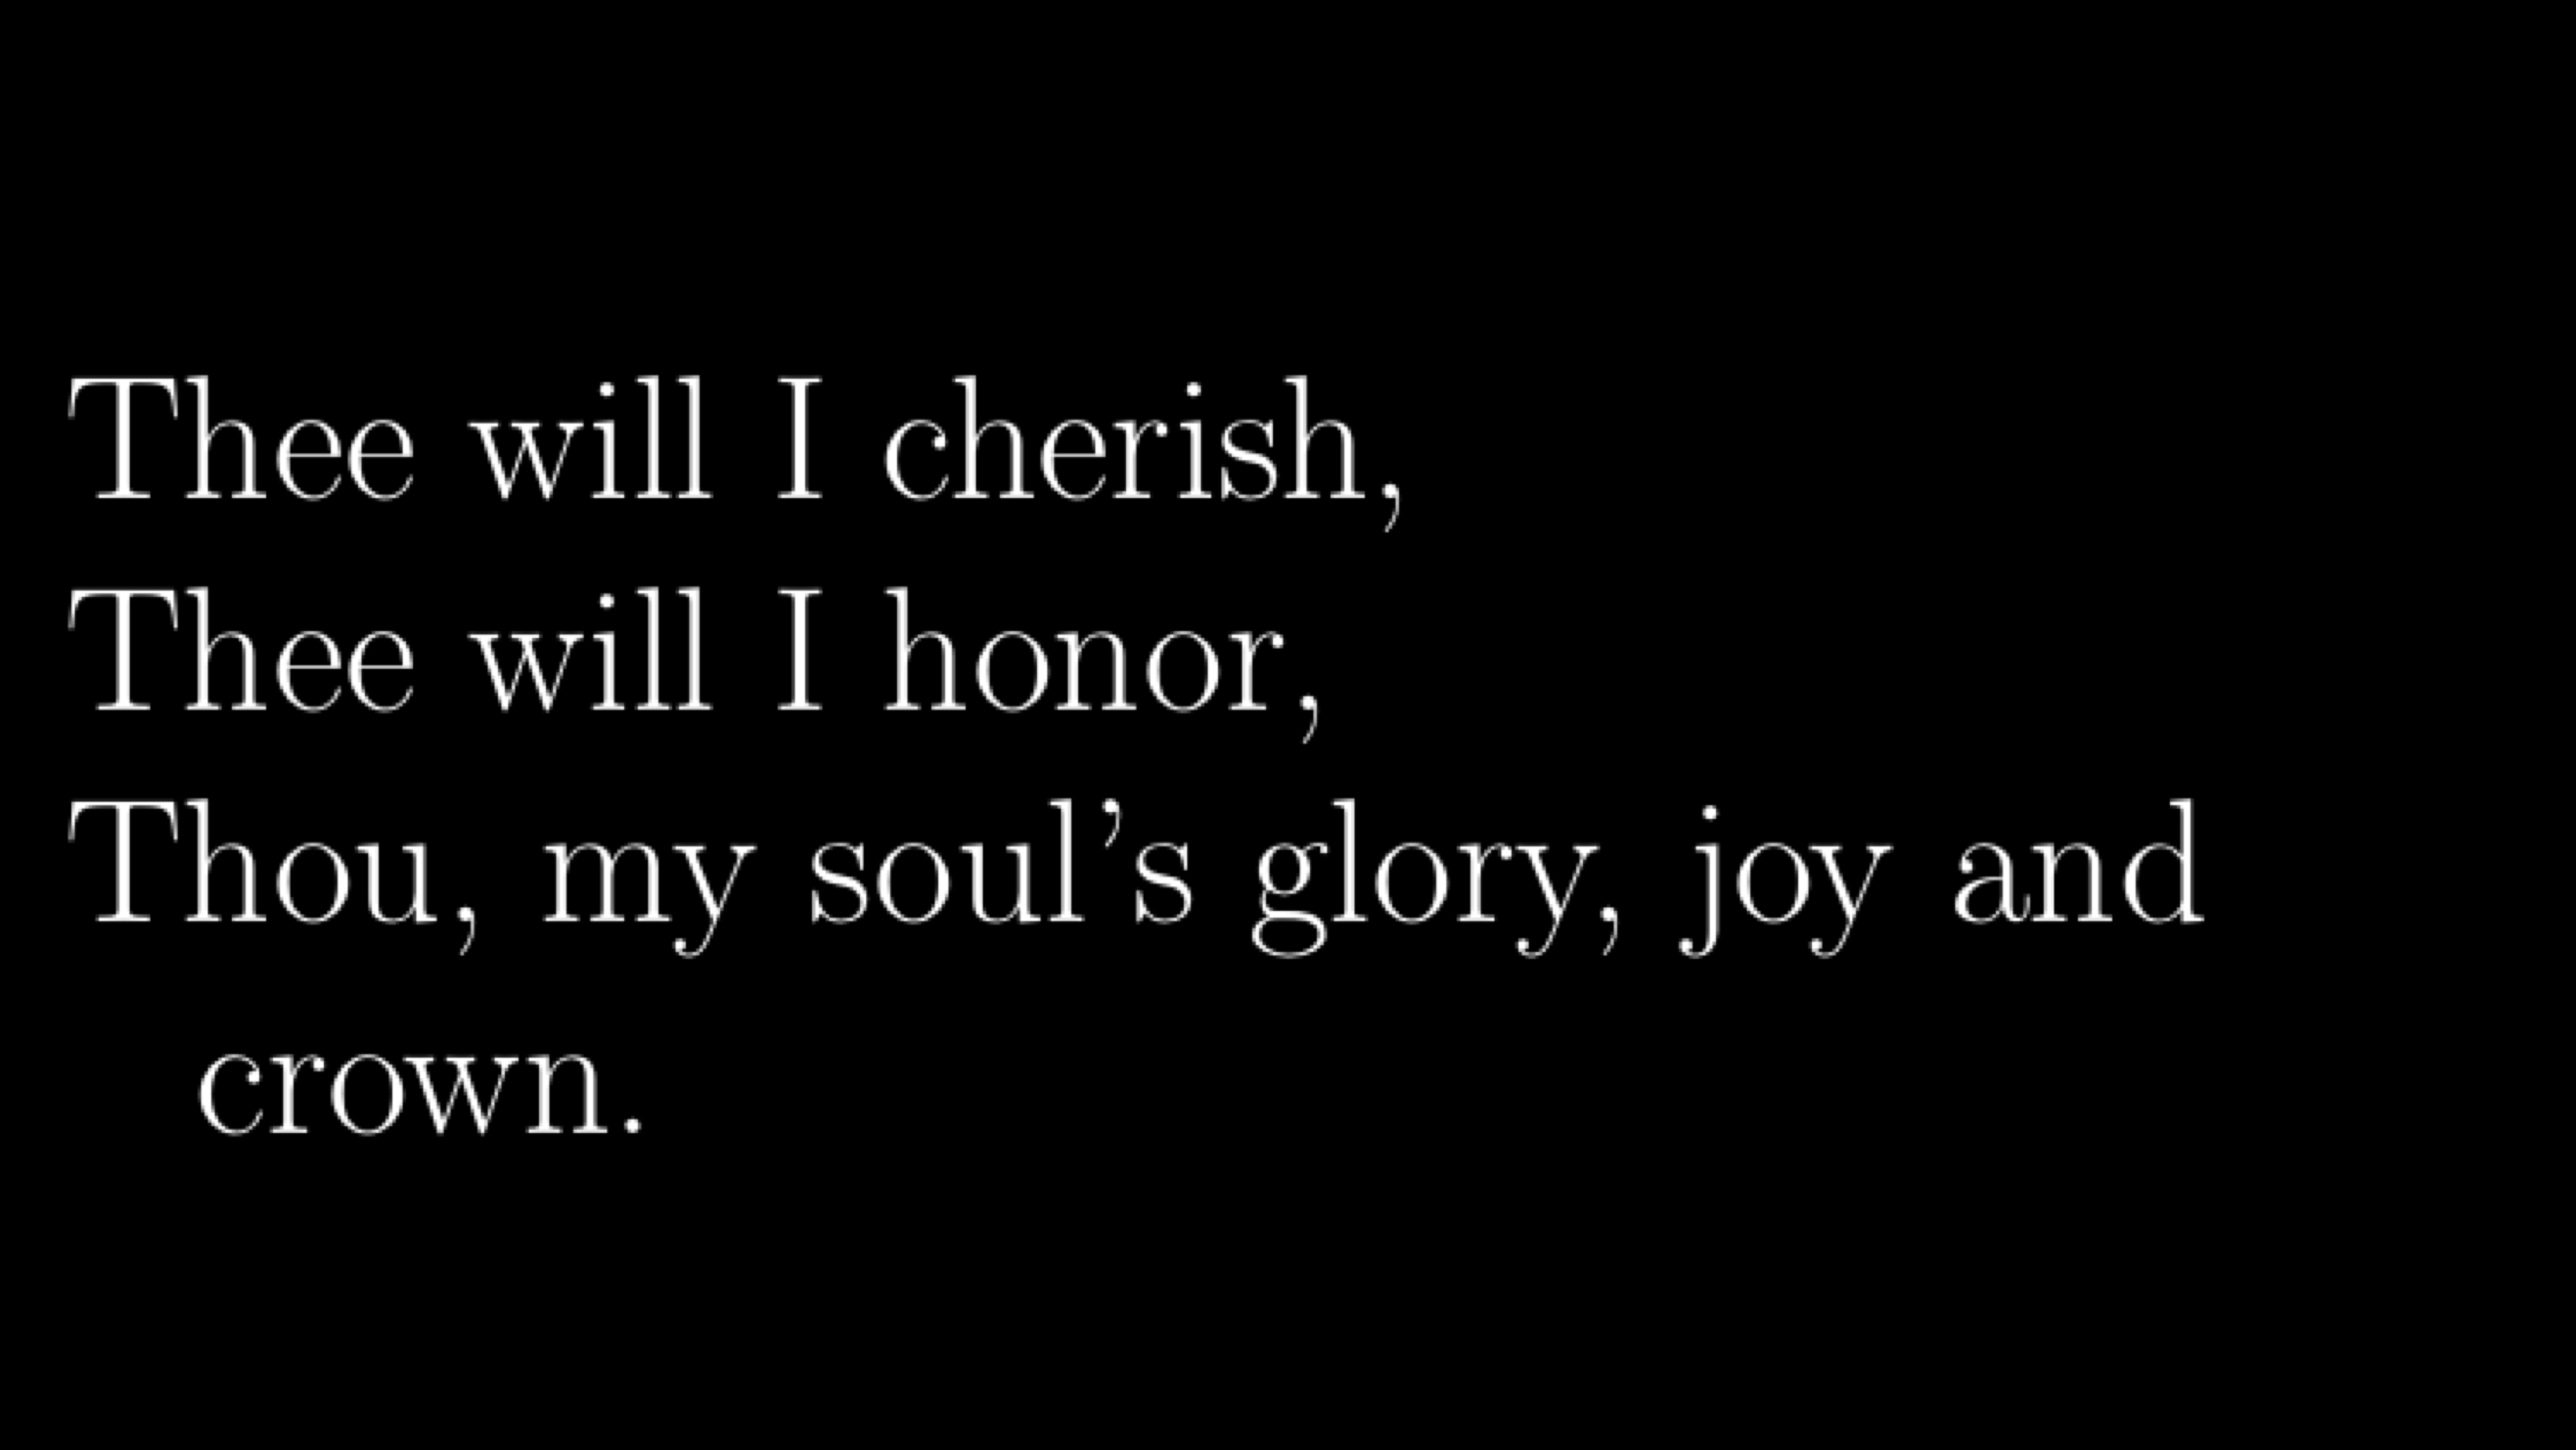 Thee will I cherish,
Thee will I honor,
Thou, my soul’s glory, joy and
crown.